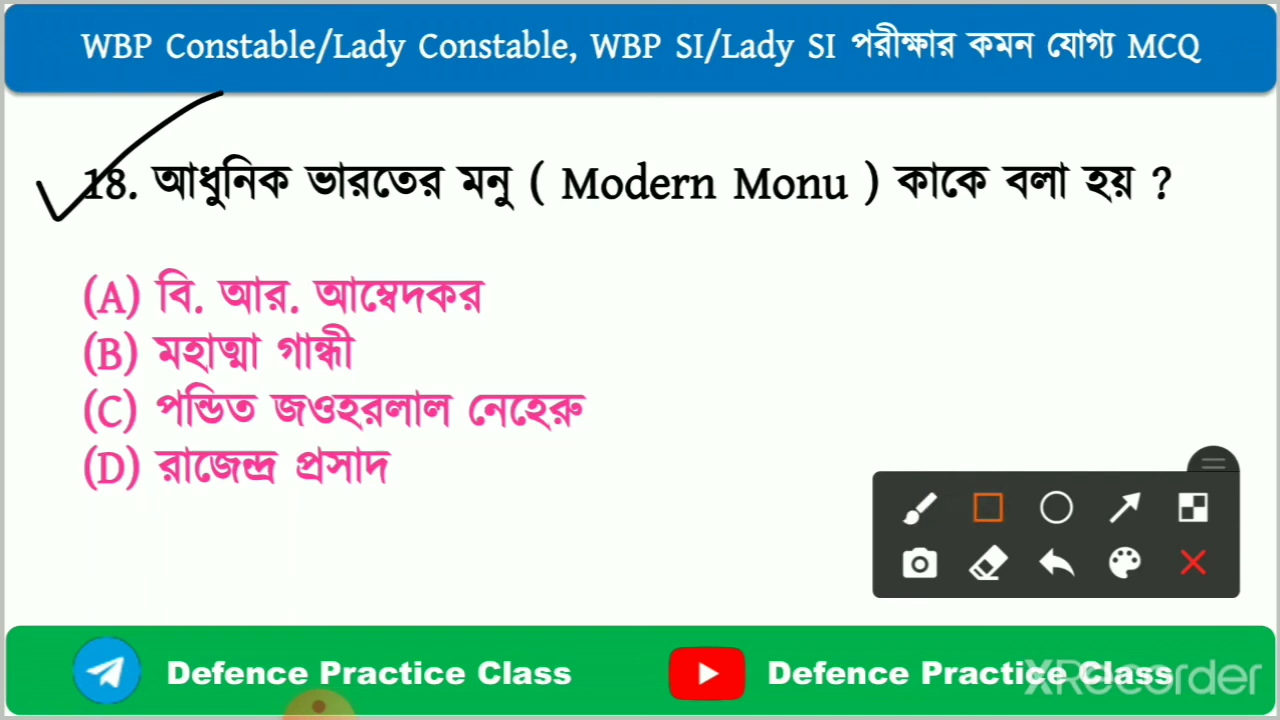 WBP Constable/Lady Constable, WBP SI/Lady SI পরীক্ষার কমন যোগ্য MCQ
18. আধুনিক ভারতের মনু ( Modern Monu ) কাকে বলা হয় ?
(A) বি. আর. আম্বেদকর
(B) মহাত্মা গান্ধী
(C) পন্ডিত জওহরলাল নেহেরু
(D) রাজেন্দ্র প্রসাদ
Defence Practice Class Defence Practice Class
XRecorder